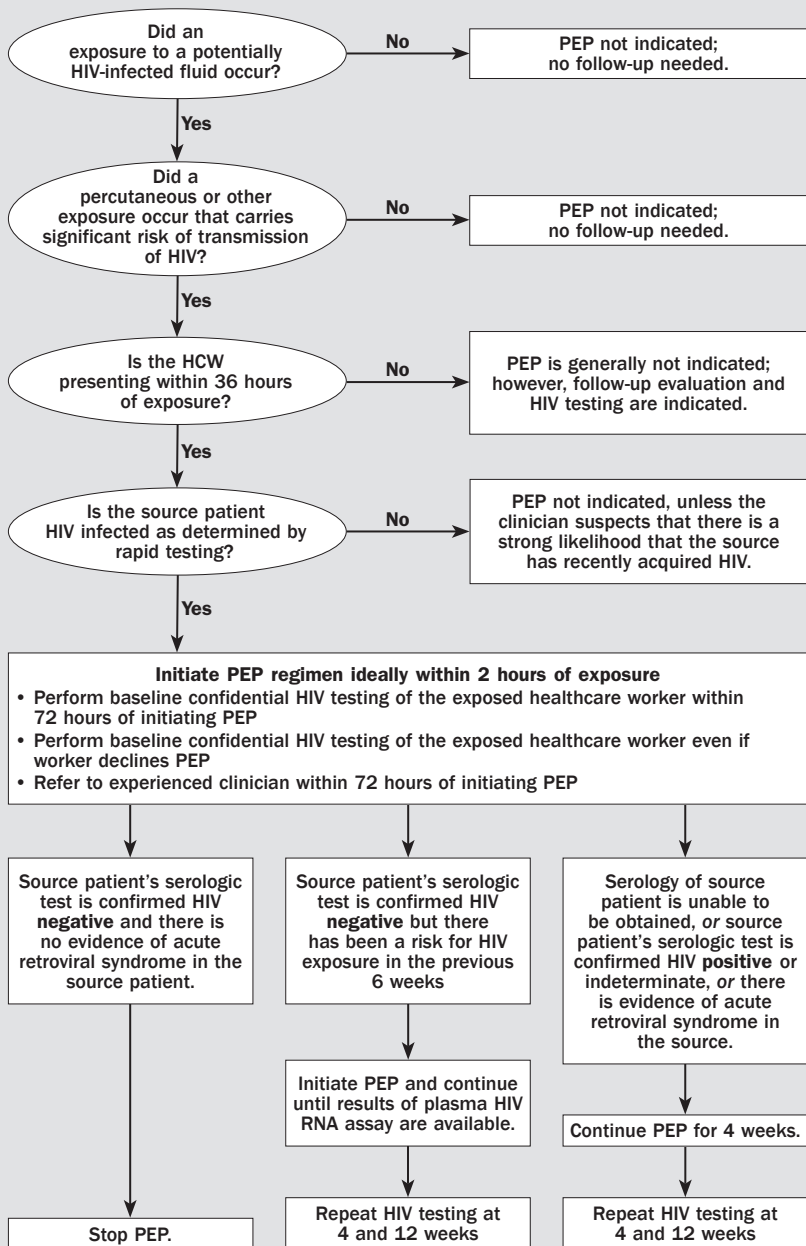 Did an
exposure to a potentially
HIV-infected fluid occur?
No
PEP not indicated;
no follow-up needed.
Yes
Did a
percutaneous or other
exposure occur that carries
significant risk of transmission
of HIV?
No
PEP not indicated;
no follow-up needed.
Yes
Is the HCW
presenting within 36 hours
of exposure?
No
PEP is generally not indicated;
however, follow-up evaluation and
HIV testing are indicated.
Yes
Is the source patient
HIV infected as determined by
rapid testing?
No
PEP not indicated, unless the
clinician suspects that there is a
strong likelihood that the source
has recently acquired HIV.
Yes
Initiate PEP regimen ideally within 2 hours of exposure
• Perform baseline confidential HIV testing of the exposed healthcare worker within
72 hours of initiating PEP
• Perform baseline confidential HIV testing of the exposed healthcare worker even if
worker declines PEP
• Refer to experienced clinician within 72 hours of initiating PEP
Source patient's serologic
test is confirmed HIV
negative and there is
no evidence of acute
retroviral syndrome in the
source patient.
Stop PEP.
Source patient's serologic
test is confirmed HIV
negative but there
has been a risk for HIV
exposure in the previous
6 weeks
Initiate PEP and continue
until results of plasma HIV
RNA assay are available.
Repeat HIV testing at
4 and 12 weeks
Serology of source
patient is unable to
be obtained, or source
patient's serologic test is
confirmed HIV positive or
indeterminate, or there
is evidence of acute
retroviral syndrome in
the source.
Continue PEP for 4 weeks.
Repeat HIV testing at
4 and 12 weeks